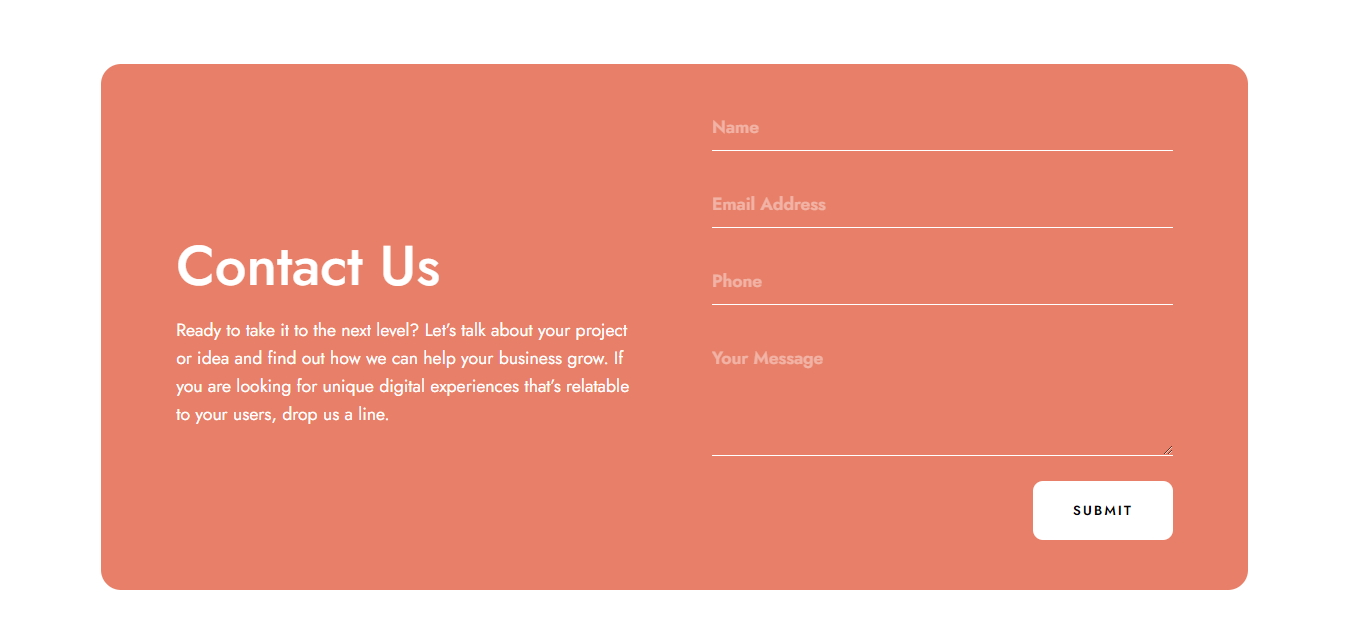 Contact Us
Ready to take it to the next level? Let’s talk about your project
or idea and find out how we can help your business grow. If
you are looking for unique digital experiences that’s relatable
to your users, drop us a line.
Name
Email Address
Phone
Your Message
SUBMIT